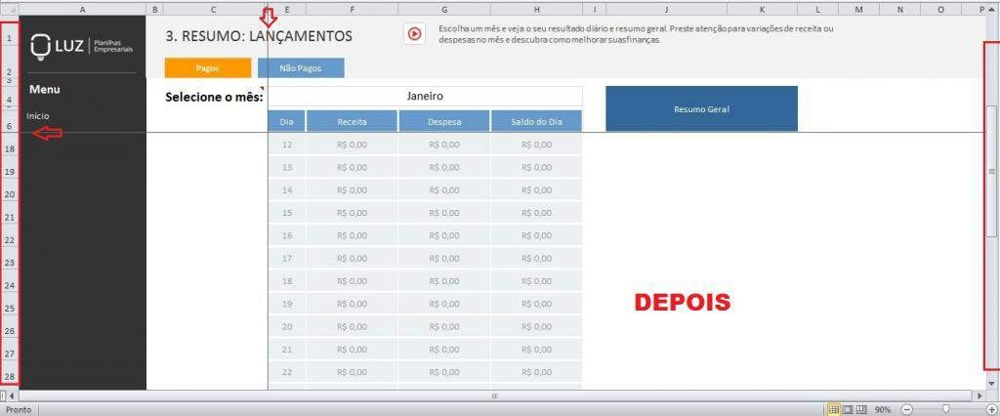 A B C E F G H I J K L M N O P
1
3. RESUMO: LANÇAMENTOS
Escolha um mês e veja o seu resultado diário e resumo geral. Preste atenção para variações de receita ou
despesas no mês e descubra como melhorar suas finanças.
LUZ | Planilhas
Empresariais
2
Pagos Não Pagos
3
4
Menu
Selecione o mês: Janeiro
Resumo Geral
Início
6
Dia Receita Despesa Saldo do Dia
18 12 R$ 0,00 R$ 0,00 R$ 0,00
19 13 R$ 0,00 R$ 0,00 R$ 0,00
20 14 R$ 0,00 R$ 0,00 R$ 0,00
21 15 R$ 0,00 R$ 0,00 R$ 0,00
22 16 R$ 0,00 R$ 0,00 R$ 0,00
23 17 R$ 0,00 R$ 0,00 R$ 0,00
24 18 R$ 0,00 R$ 0,00 R$ 0,00
25 19 R$ 0,00 R$ 0,00 R$ 0,00
DEPOIS
26 20 R$ 0,00 R$ 0,00 R$ 0,00
27 21 R$ 0,00 R$ 0,00 R$ 0,00
28 22 R$ 0,00 R$ 0,00 R$ 0,00
Pronto 90%